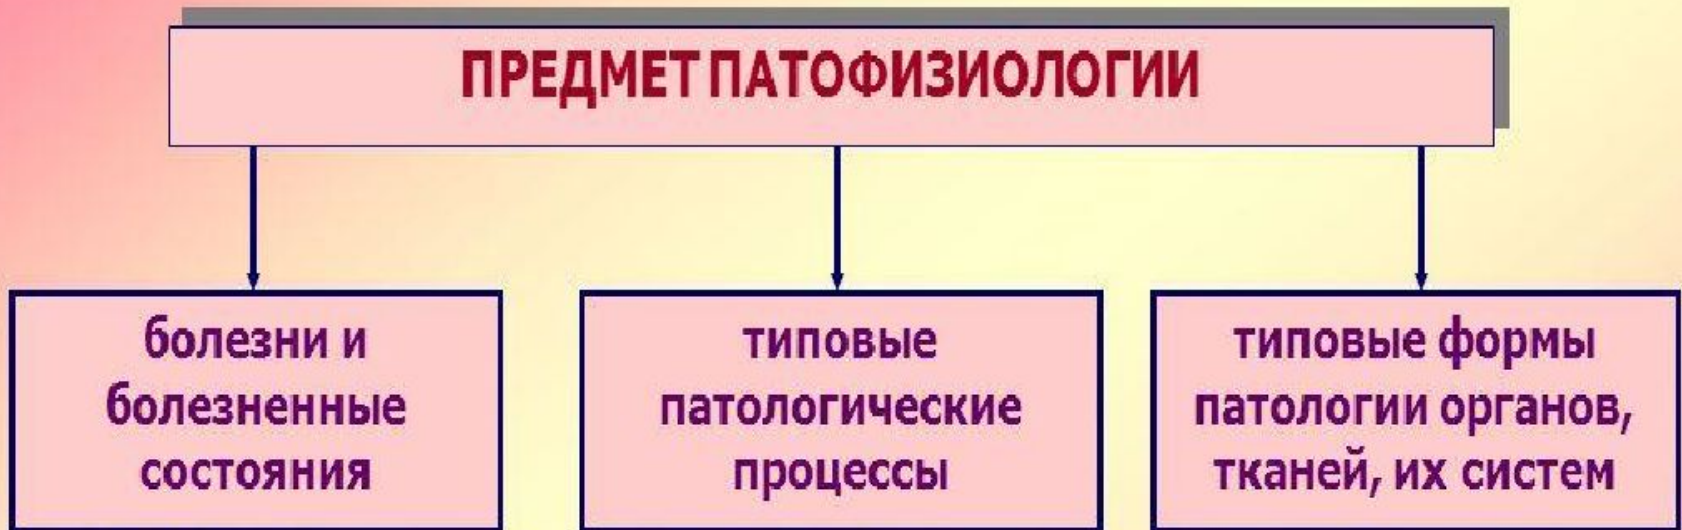 ПРЕДМЕТ ПАТОФИЗИОЛОГИИ
болезни и
болезненные
состояния
типовые
патологические
процессы
типовые формы
патологии органов,
тканей, их систем